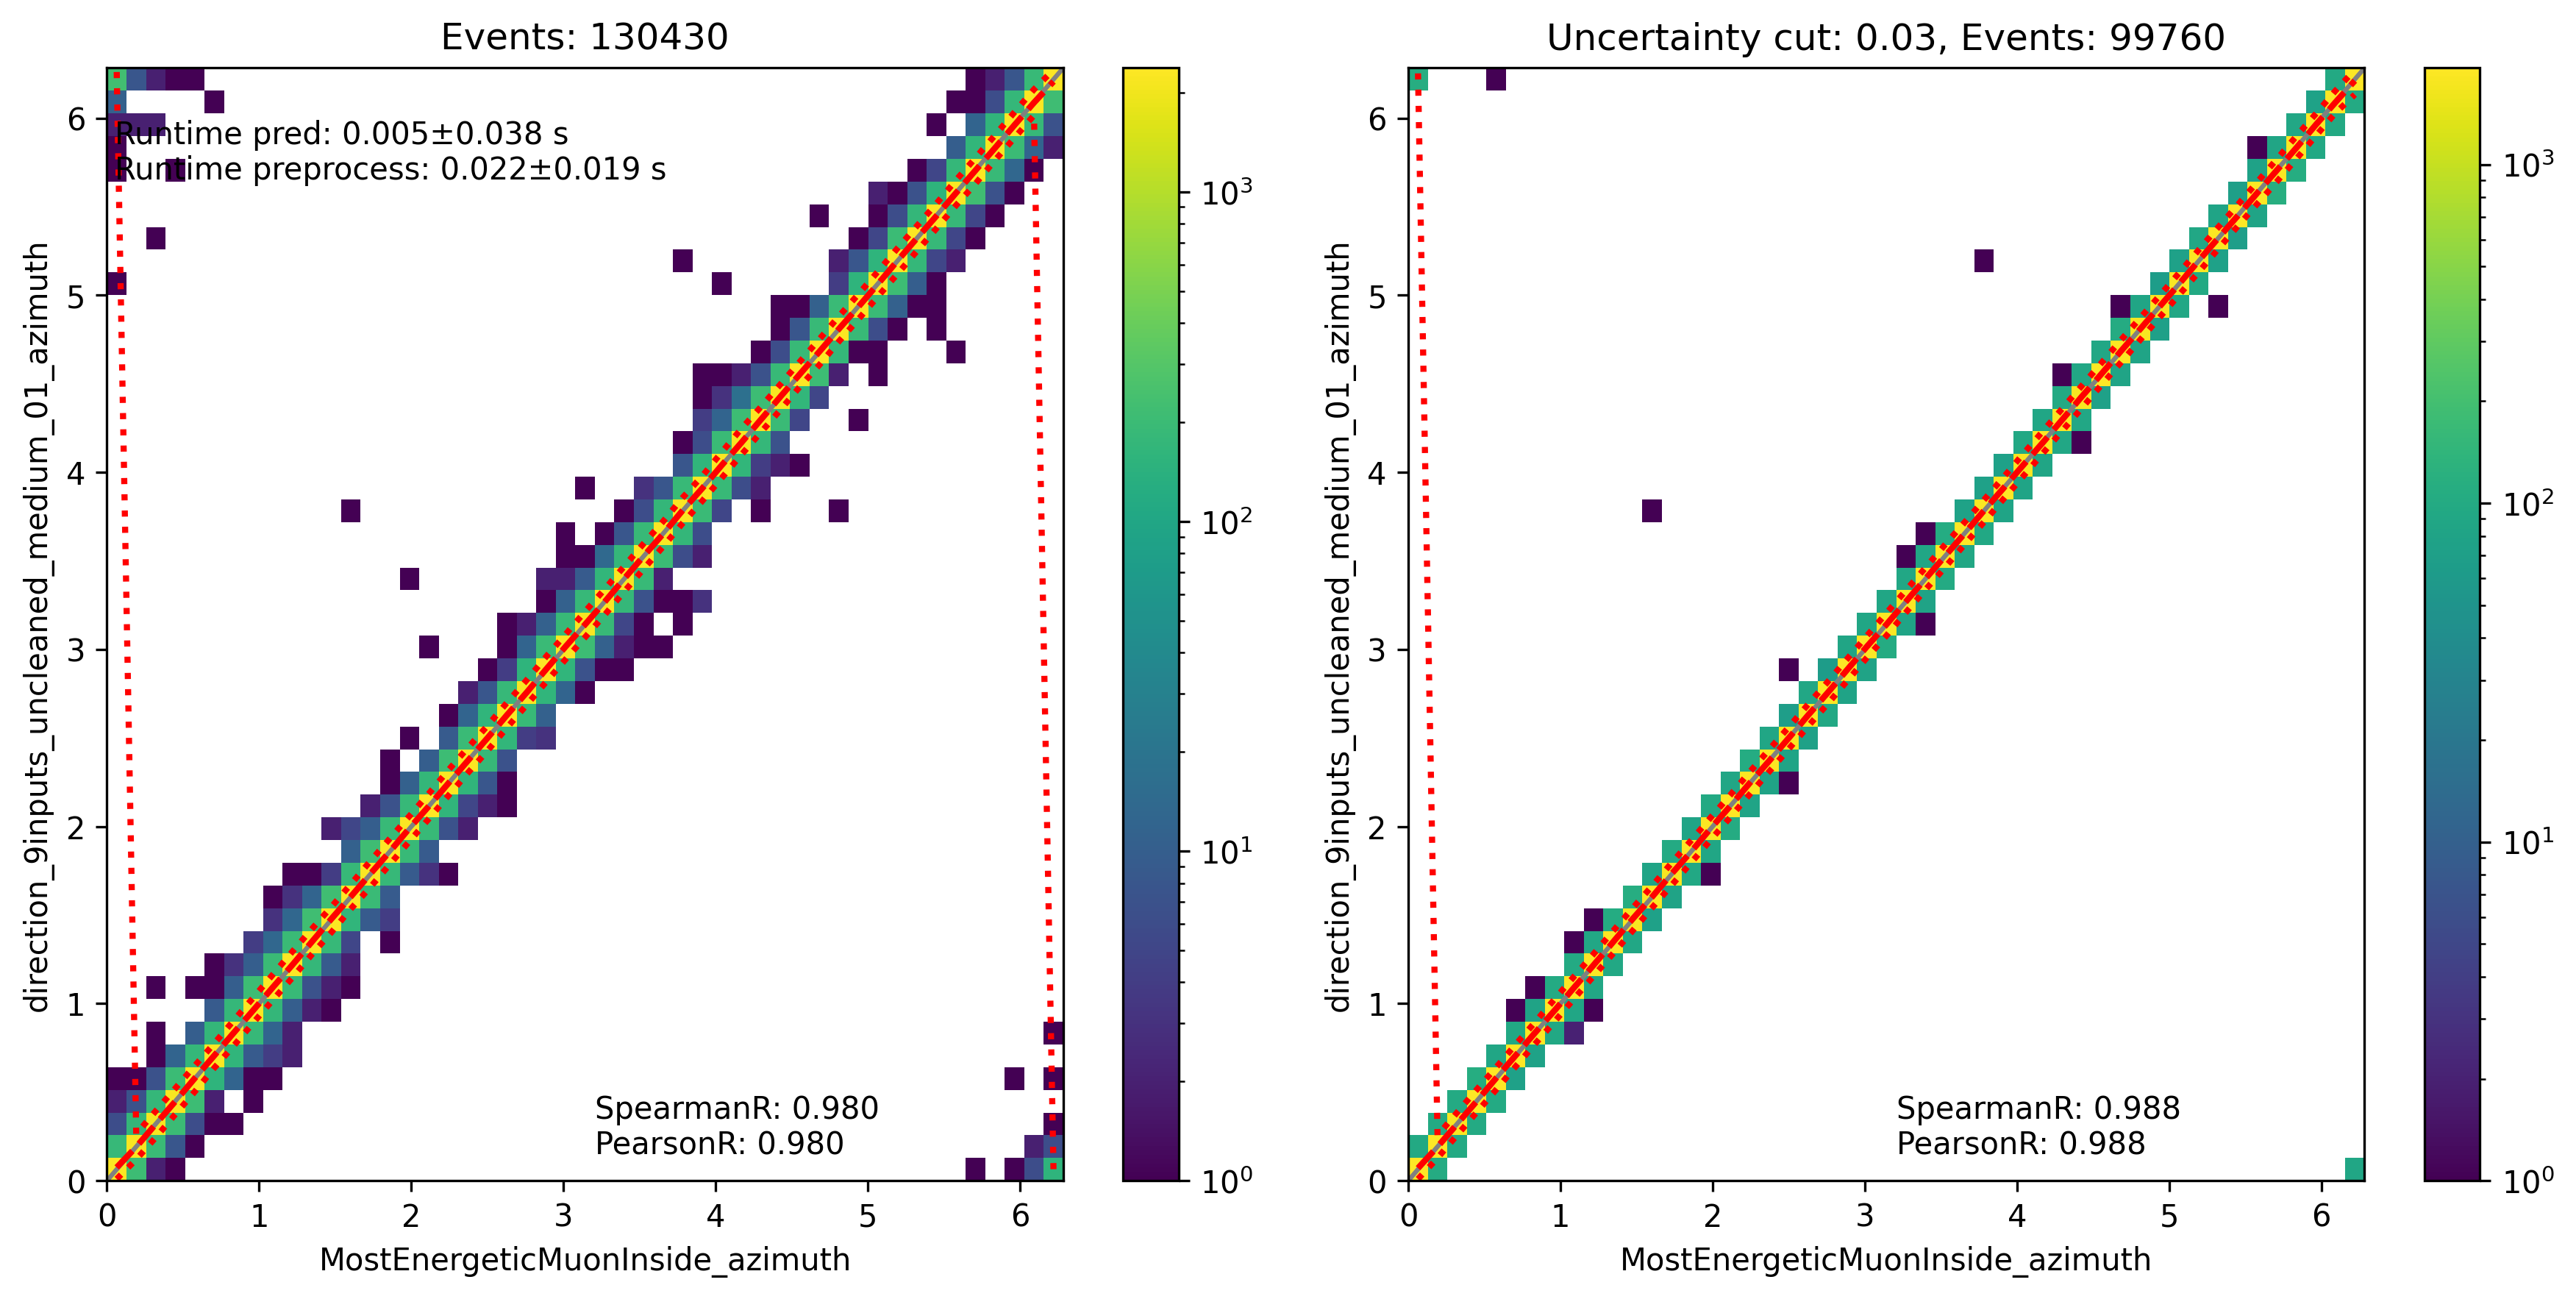 Events: 130430
Runtime pred: 0.005±0.038 s
Runtime preprocess: 0.022±0.019 s
SpearmanR: 0.980
PearsonR: 0.980
direction_9inputs_uncleaned_medium_01_azimuth
0
1
2
3
4
5
6
0 1 2 3 4 5 6
MostEnergeticMuonInside_azimuth
10³
10²
10¹
10⁰
Uncertainty cut: 0.03, Events: 99760
SpearmanR: 0.988
PearsonR: 0.988
direction_9inputs_uncleaned_medium_01_azimuth
0
1
2
3
4
5
6
0 1 2 3 4 5 6
MostEnergeticMuonInside_azimuth
10³
10²
10¹
10⁰